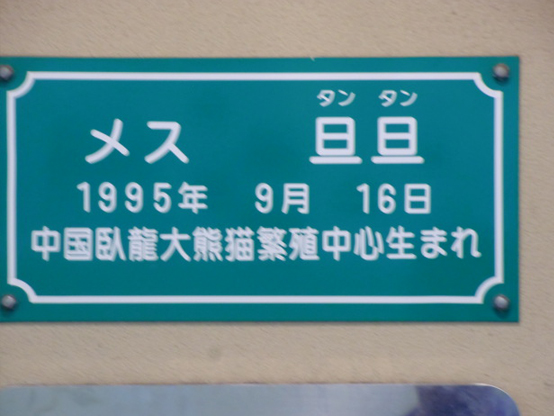 タン タン
メス 旦旦
1995年 9月 16日
中国臥龍大熊猫繁殖中心生まれ